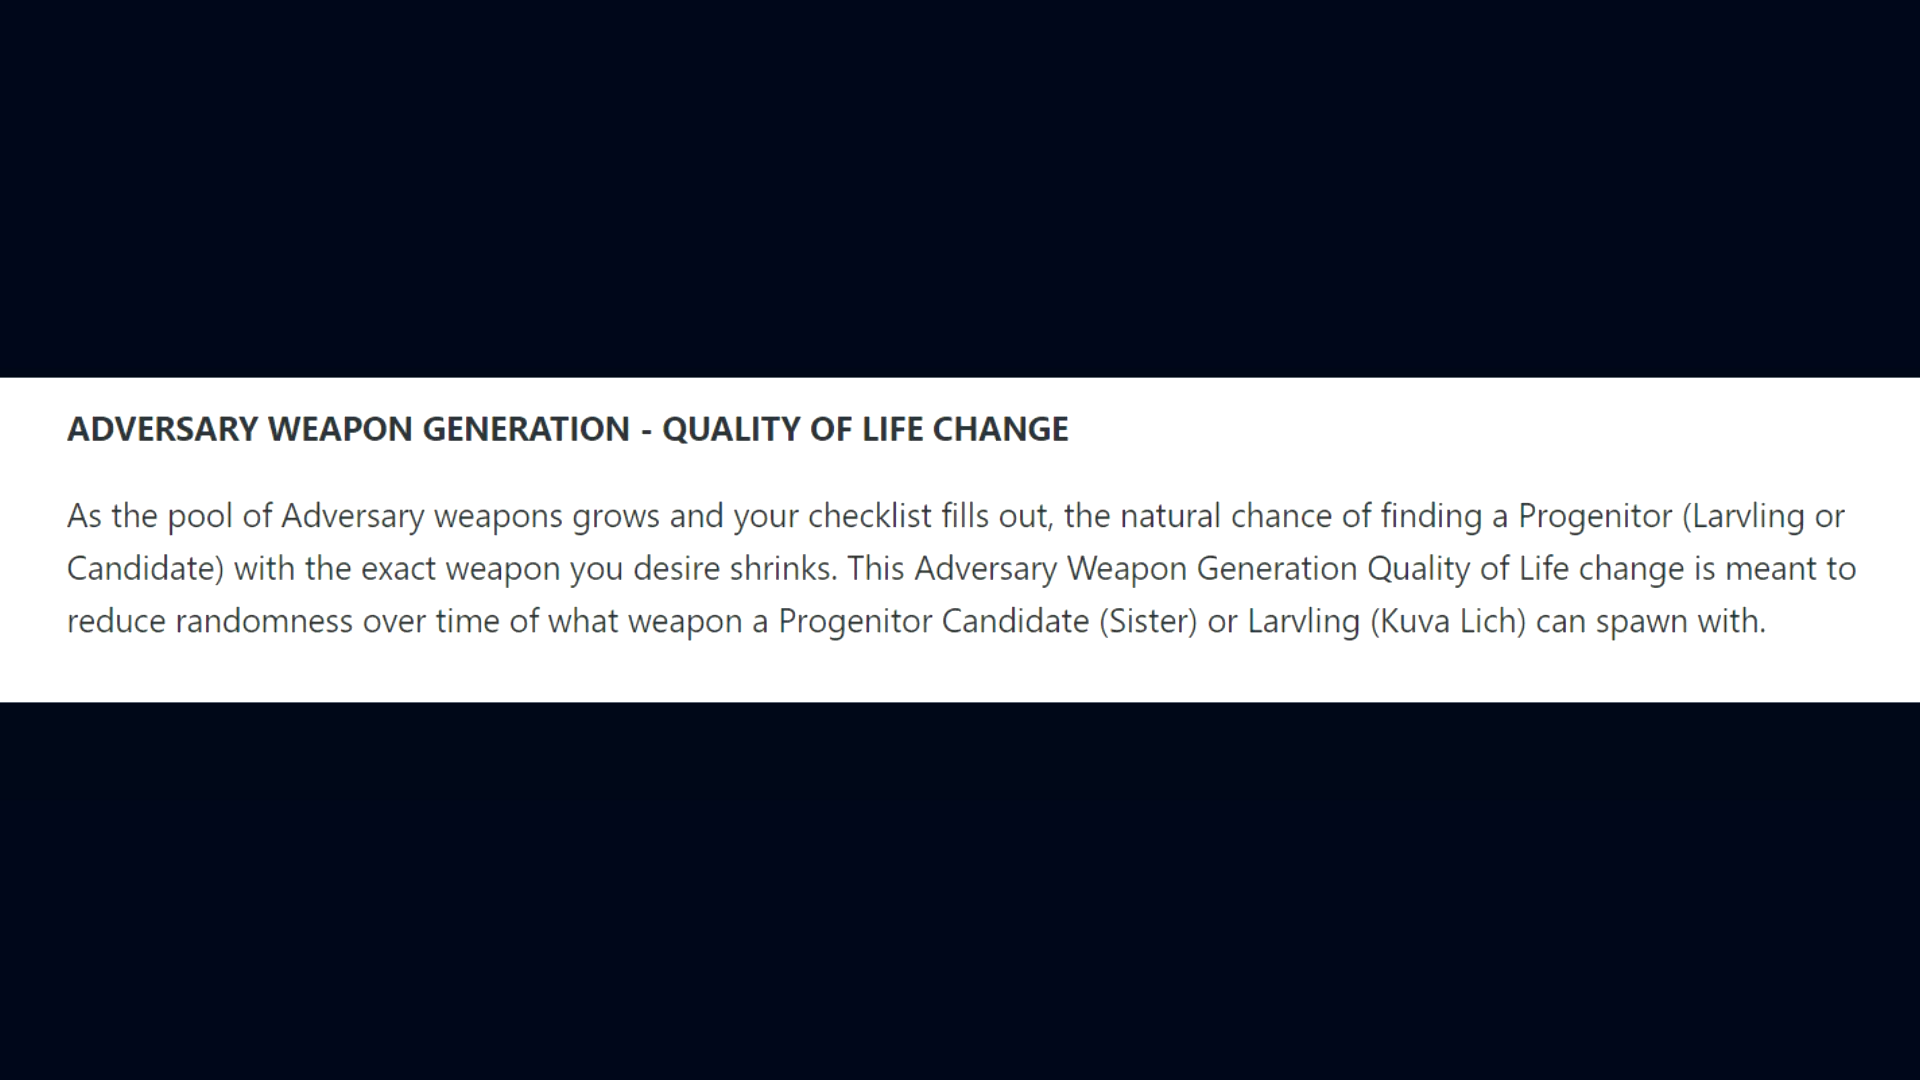 ADVERSARY WEAPON GENERATION - QUALITY OF LIFE CHANGE
As the pool of Adversary weapons grows and your checklist fills out, the natural chance of finding a Progenitor (Larvling or
Candidate) with the exact weapon you desire shrinks. This Adversary Weapon Generation Quality of Life change is meant to
reduce randomness over time of what weapon a Progenitor Candidate (Sister) or Larvling (Kuva Lich) can spawn with.